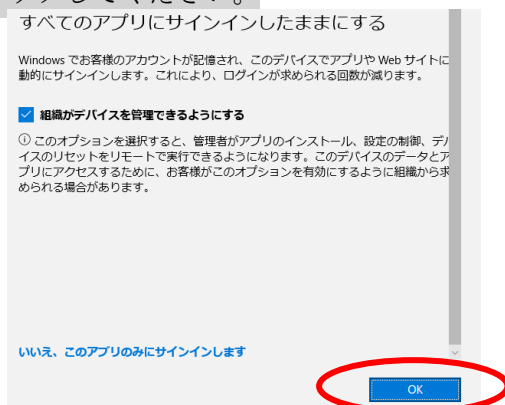 ックしてください。
すべてのアプリにサインインしたままにする
Windows でお客様のアカウントが記憶され、このデバイスでアプリや Web サイトに
動的にサインインします。これにより、ログインが求められる回数が減ります。
組織がデバイスを管理できるようにする
このオプションを選択すると、管理者がアプリのインストール、設定の制御、デバ
イスのリセットをリモートで実行できるようになります。このデバイスのデータとア
プリにアクセスするために、お客様がこのオプションを有効にするように組織から求
められる場合があります。
いいえ、このアプリのみにサインインします
OK